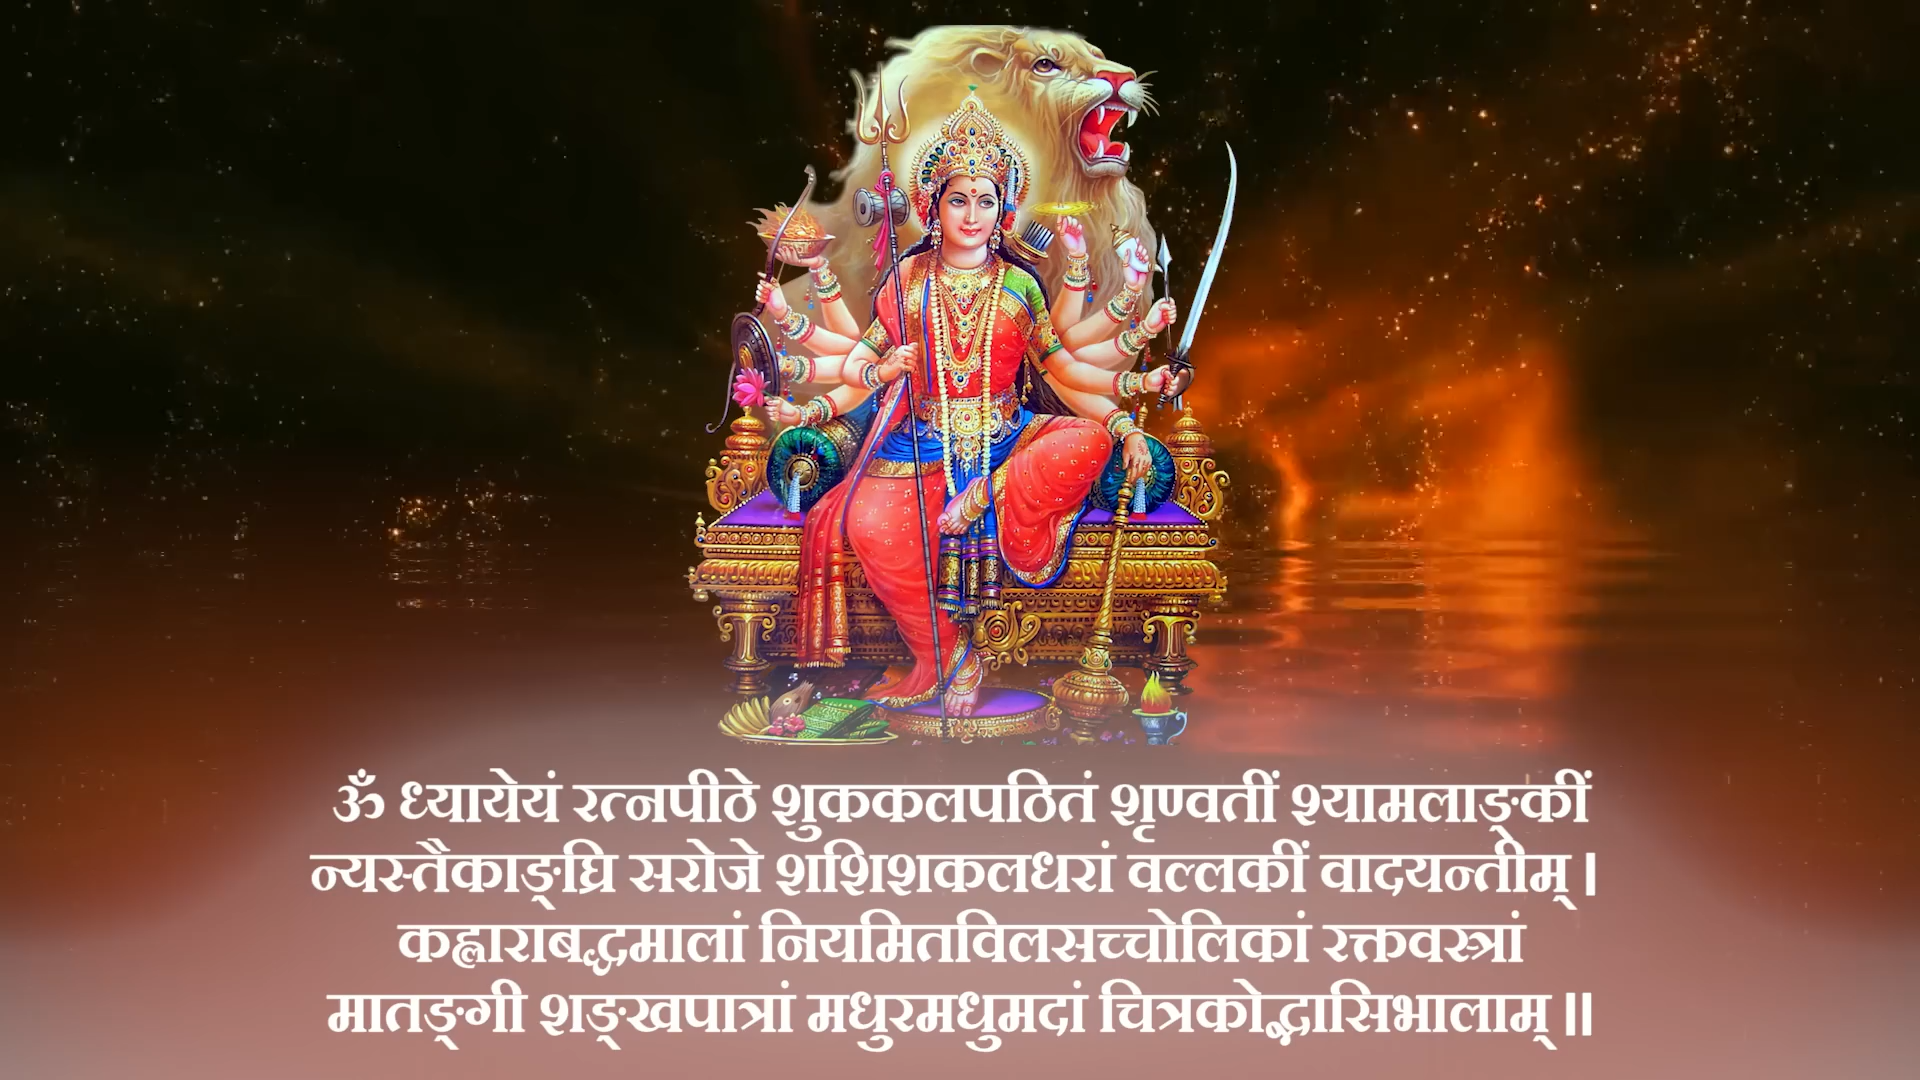 ॐ ध्यायेयं रत्नपीठे शुककलपठितं शृण्वतीं श्यामलाङ्कीं
न्यस्तैकाङ्घ्रि सरोजे शशिशकलधरां वल्लकीं वादयन्तीम् ।
कह्लाराबद्धमालां नियमितविलसच्चोलिकां रक्तवस्त्रां
मातङ्गी शङ्खपात्रां मधुरमधुमदां चित्रकोद्भासिभालाम् ॥